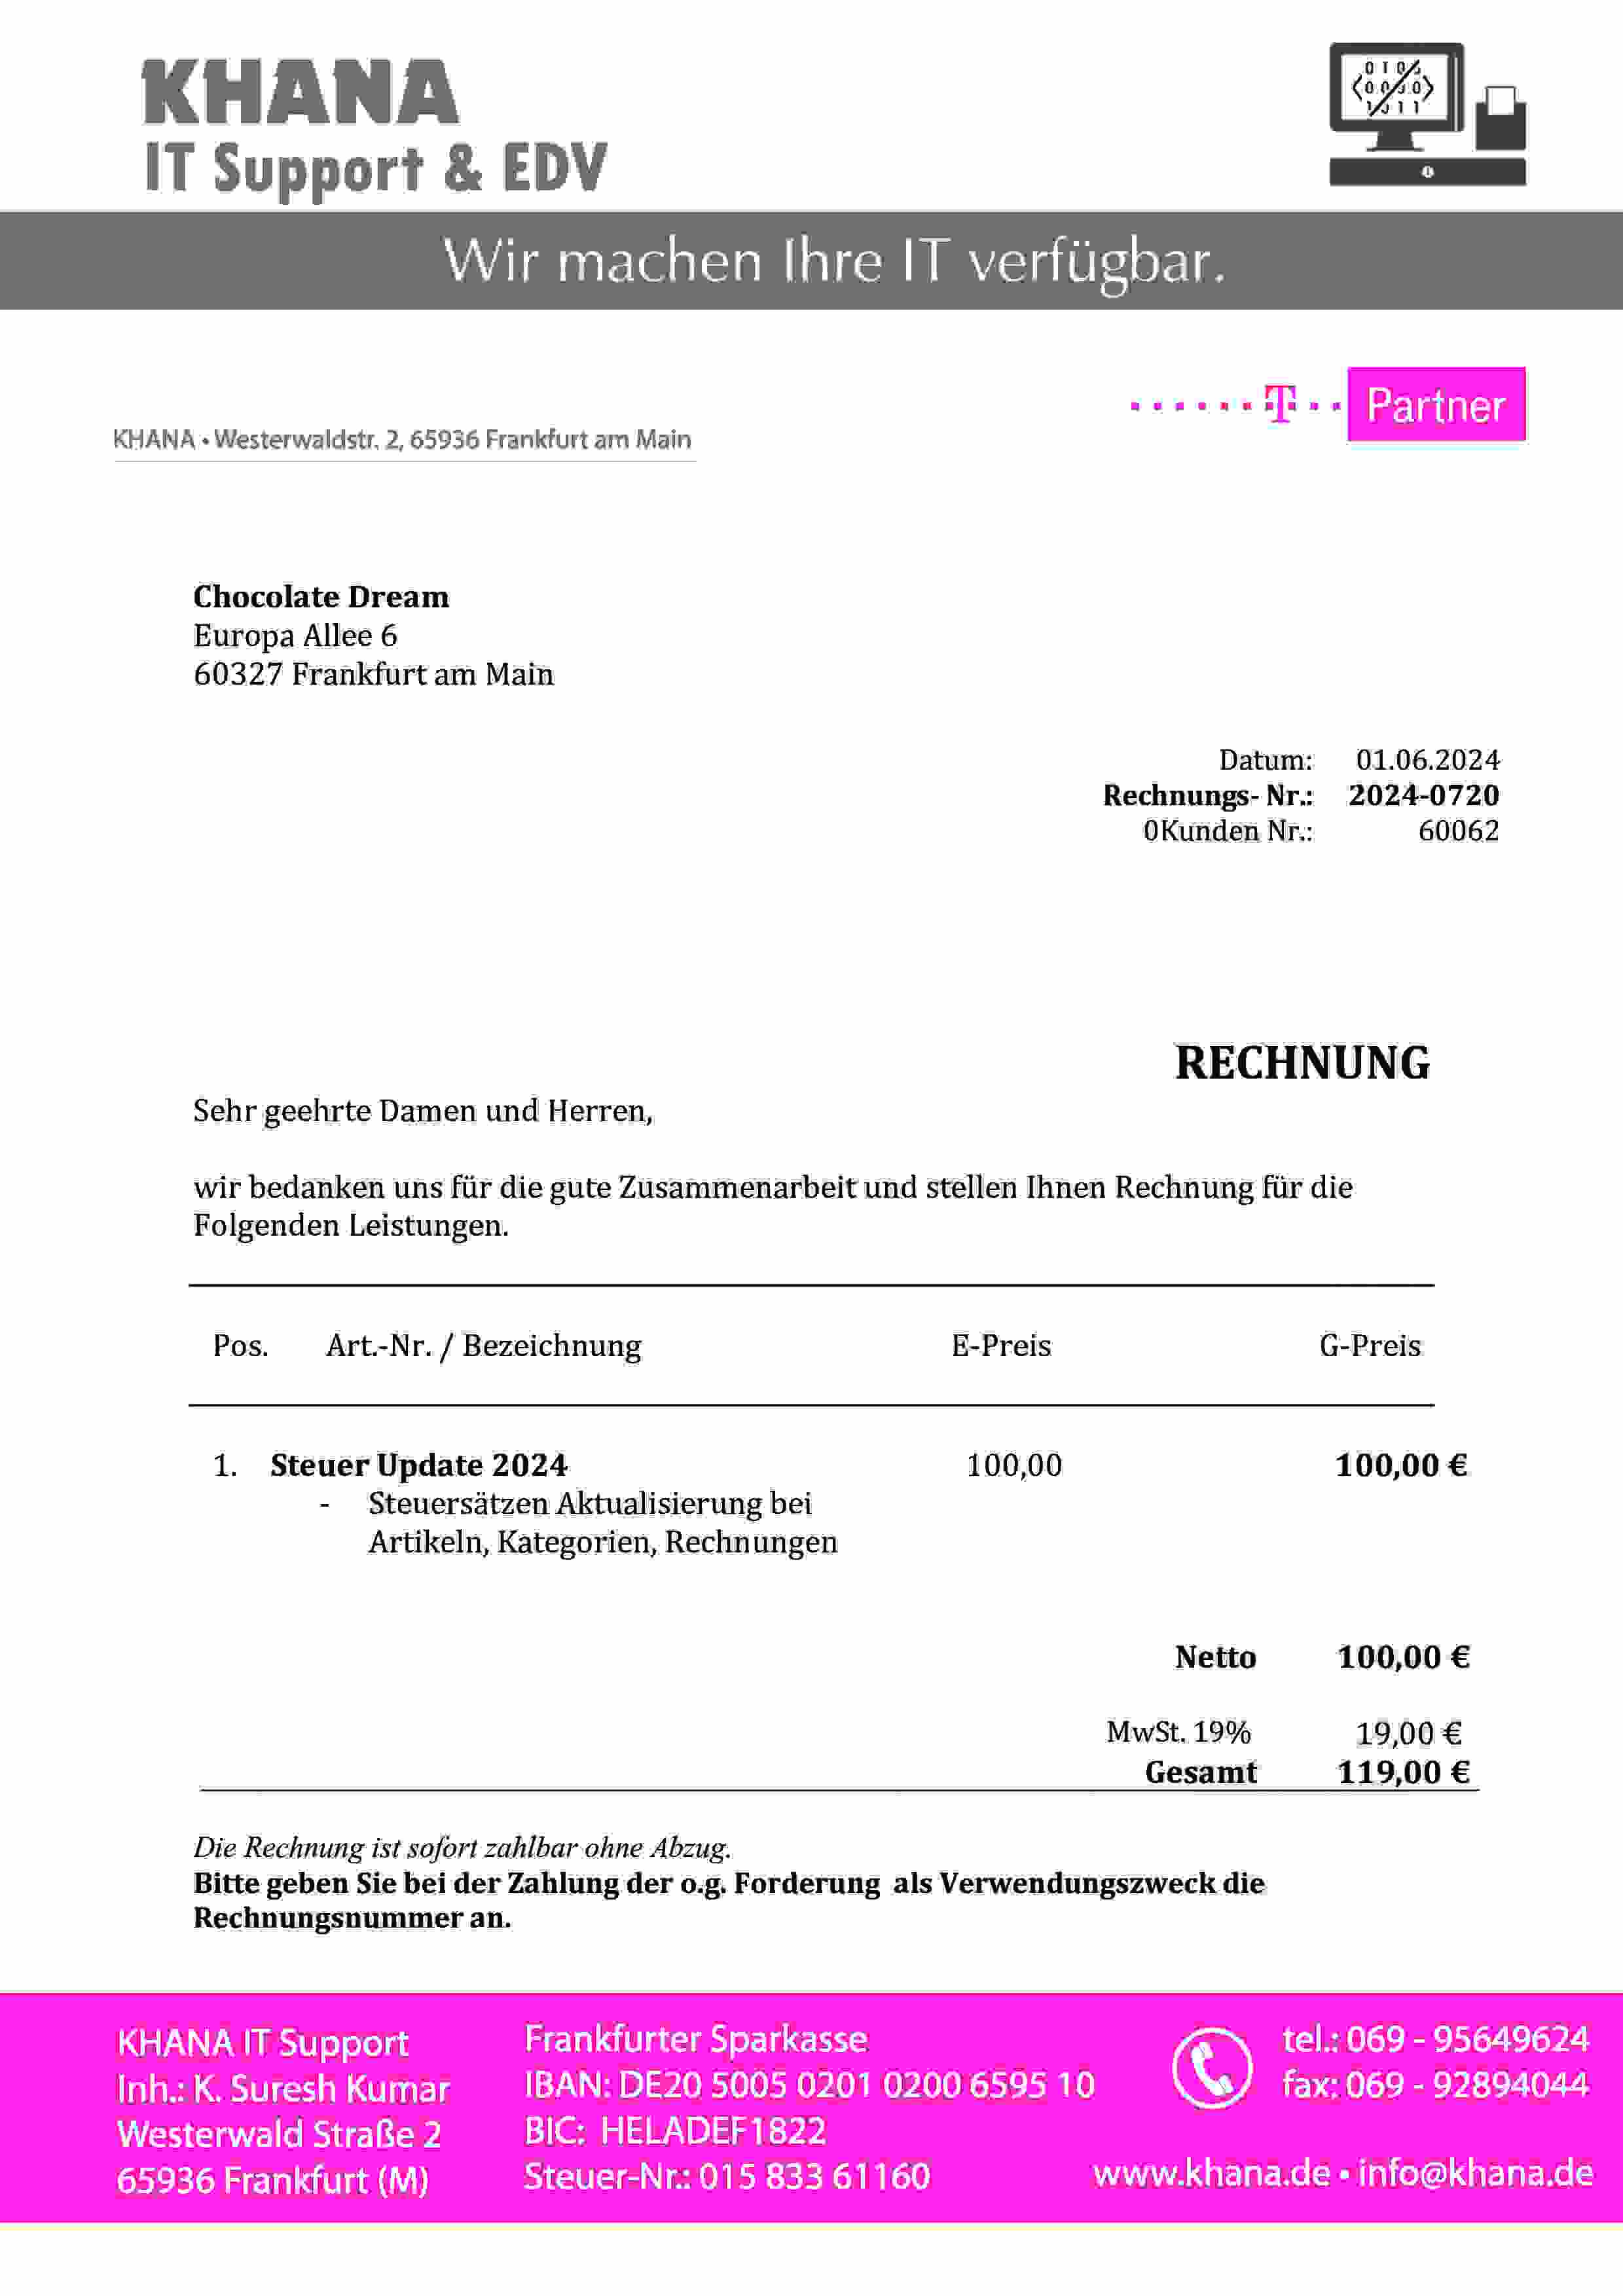 KHANA
IT Support & EDV
Wir machen Ihre IT verfügbar.
T Partner
KHANA • Westerwaldstr. 2, 65936 Frankfurt am Main
Chocolate Dream
Europa Allee 6
60327 Frankfurt am Main
Datum: 01.06.2024
Rechnungs- Nr.: 2024-0720
0Kunden Nr.: 60062
RECHNUNG
Sehr geehrte Damen und Herren,
wir bedanken uns für die gute Zusammenarbeit und stellen Ihnen Rechnung für die
Folgenden Leistungen.
Pos. Art.-Nr. / Bezeichnung E-Preis G-Preis
1. Steuer Update 2024 100,00 100,00 €
- Steuersätzen Aktualisierung bei
Artikeln, Kategorien, Rechnungen
Netto 100,00 €
MwSt. 19% 19,00 €
Gesamt 119,00 €
Die Rechnung ist sofort zahlbar ohne Abzug.
Bitte geben Sie bei der Zahlung der o.g. Forderung als Verwendungszweck die
Rechnungsnummer an.
KHANA IT Support
Inh.: K. Suresh Kumar
Westerwald Straße 2
65936 Frankfurt (M)
Frankfurter Sparkasse
IBAN: DE20 5005 0201 0200 6595 10
BIC: HELADEF1822
Steuer-Nr.: 015 833 61160
tel.: 069 - 95649624
fax: 069 - 92894044
www.khana.de • info@khana.de